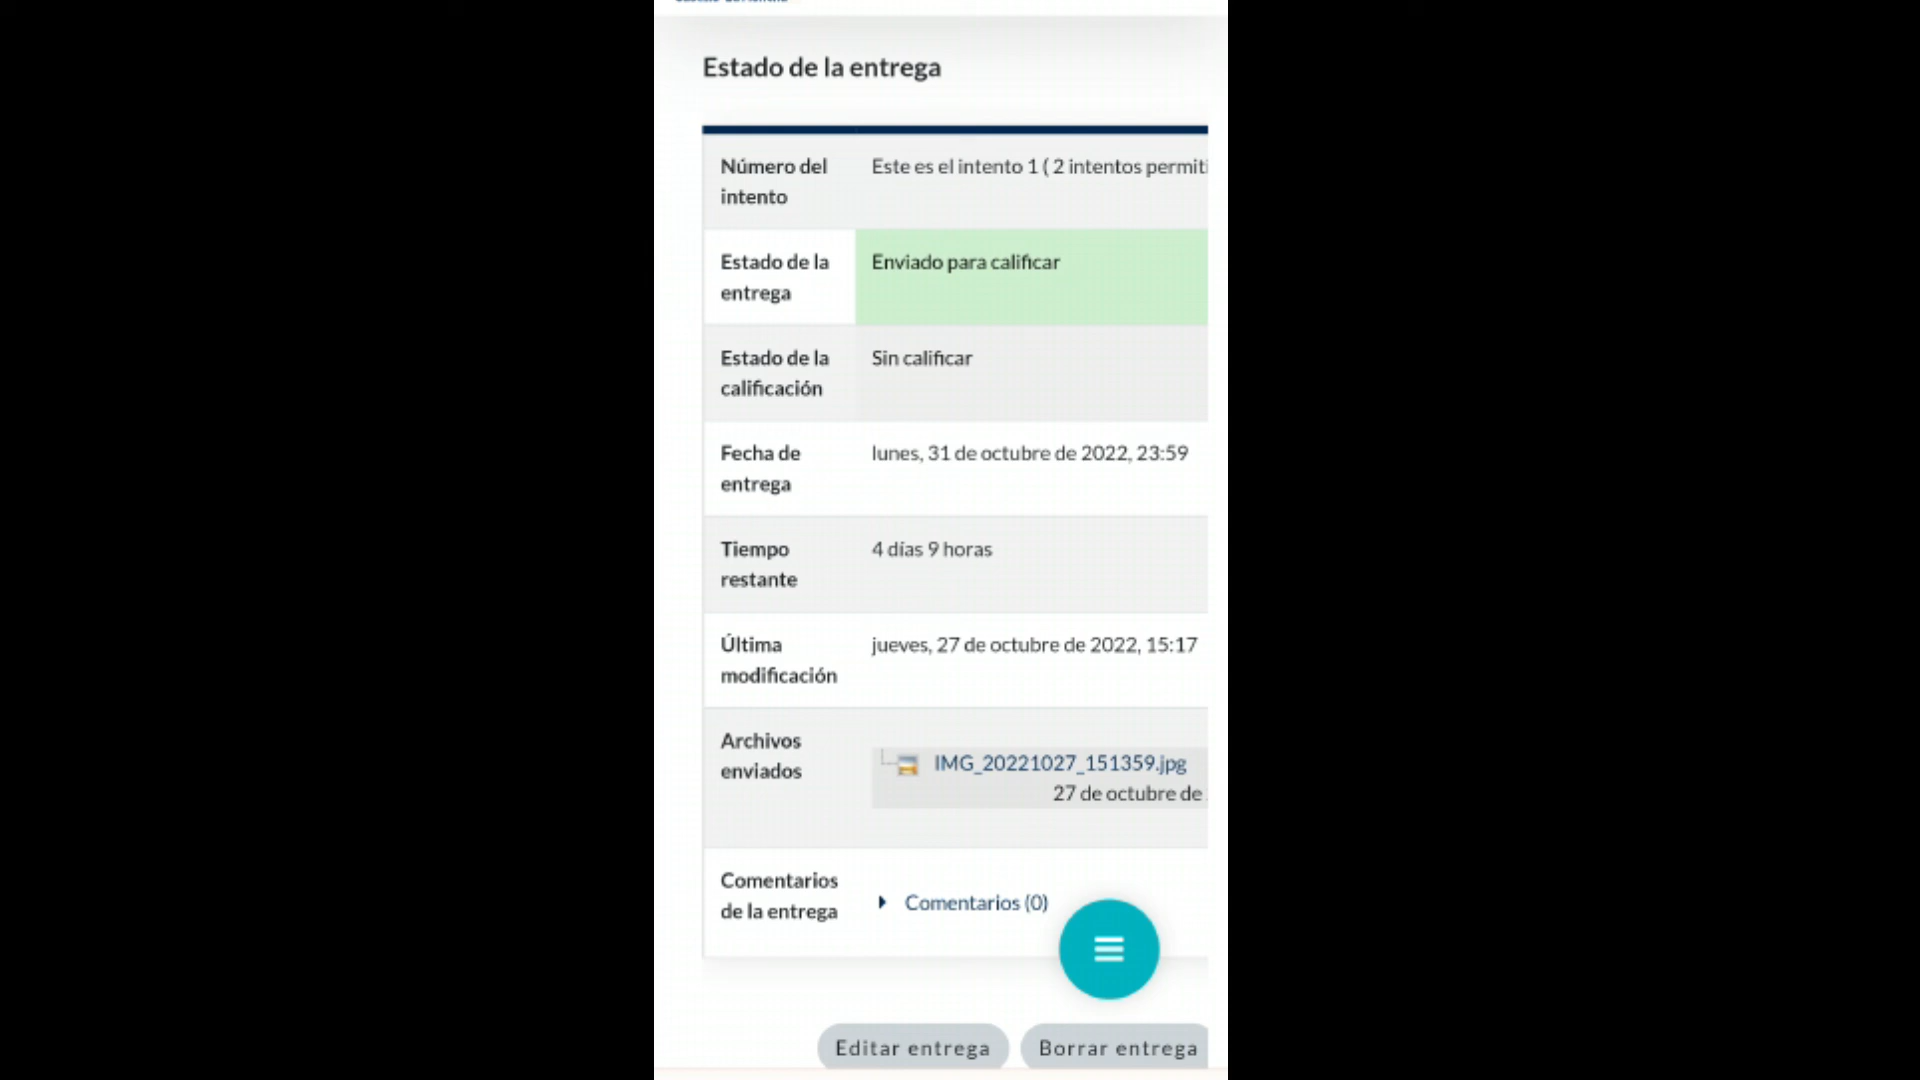 Estado de la entrega
Número del intento
Este es el intento 1 ( 2 intentos permiti
Estado de la entrega
Enviado para calificar
Estado de la calificación
Sin calificar
Fecha de entrega
lunes, 31 de octubre de 2022, 23:59
Tiempo restante
4 días 9 horas
Última modificación
jueves, 27 de octubre de 2022, 15:17
Archivos enviados
IMG_20221027_151359.jpg
27 de octubre de
Comentarios de la entrega
Comentarios (0)
Editar entrega
Borrar entrega